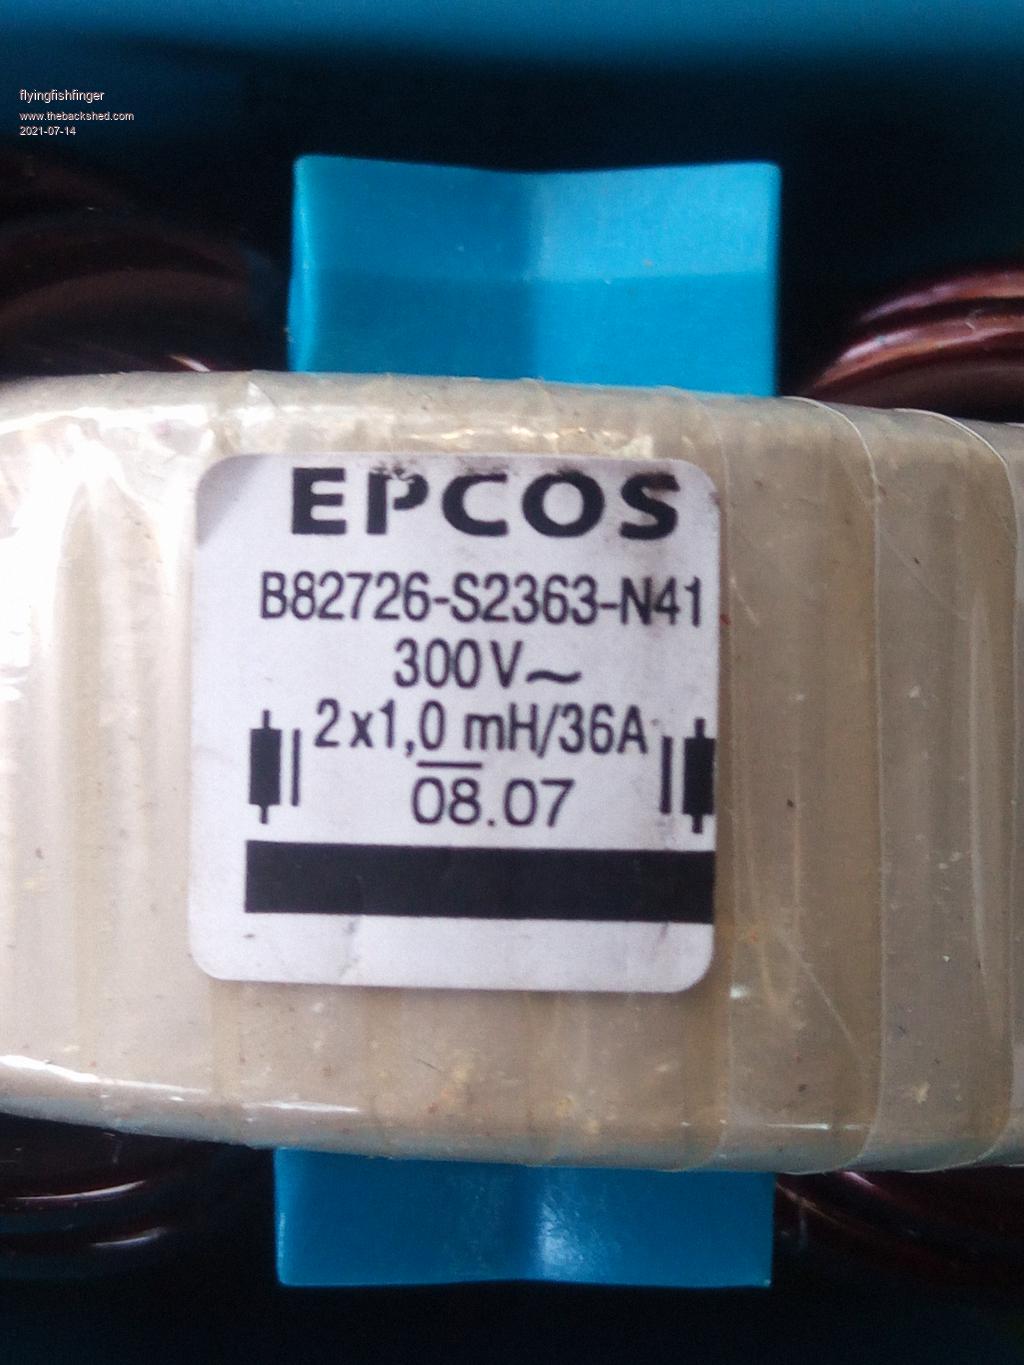 flyingfishfinger
www.thebackshed.com
2021-07-14
EPCOS
B82726-S2363-N41
300V~
2x1,0 mH/36A
08.07